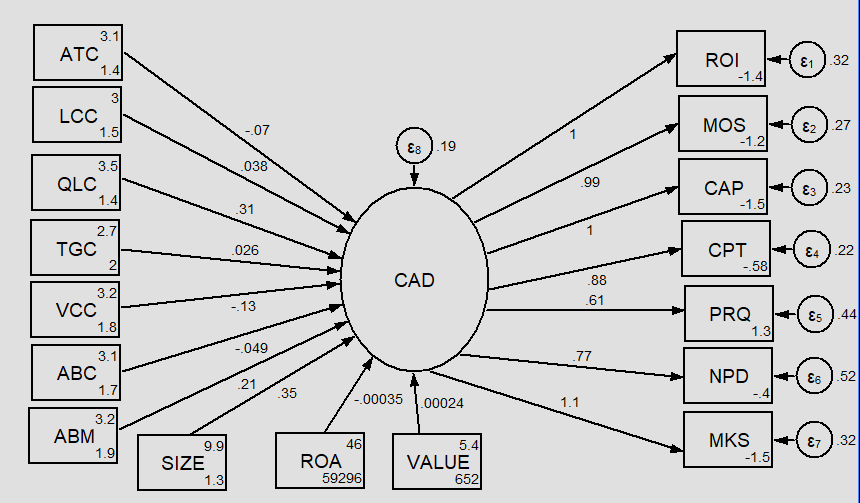 3.1
ATC
1.4
3
LCC
1.5
3.5
QLC
1.4
2.7
TGC
2
3.2
VCC
1.8
3.1
ABC
1.7
3.2
ABM
1.9
9.9
SIZE
1.3
46
ROA
59296
5.4
VALUE
652
-.07
.038
.31
.026
-.13
-.049
.21
.35
-.00035
.00024
ε8 .19
CAD
1
.99
1
.88
.61
.77
1.1
ROI
-1.4
ε1 .32
MOS
-1.2
ε2 .27
CAP
-1.5
ε3 .23
CPT
-.58
ε4 .22
PRQ
1.3
ε5 .44
NPD
-.4
ε6 .52
MKS
-1.5
ε7 .32